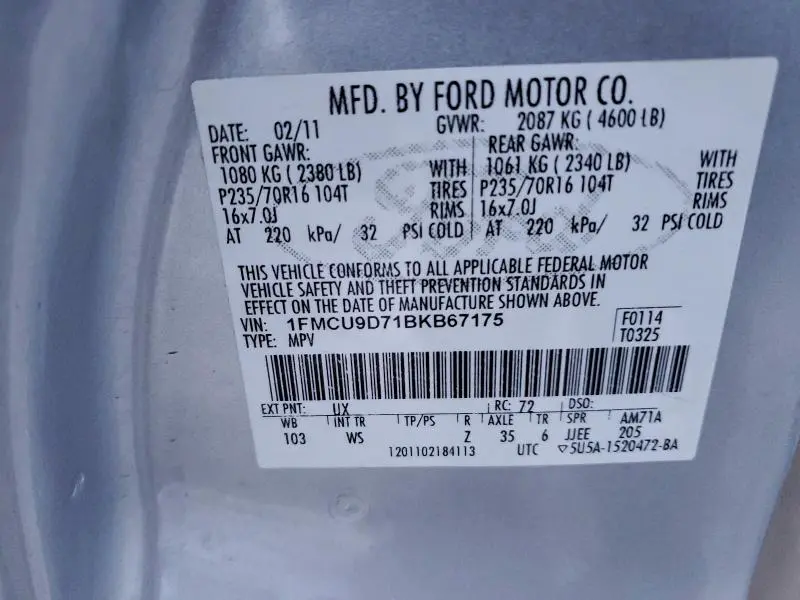 MFD. BY FORD MOTOR CO.
DATE: 02/11 GVWR: 2087 KG ( 4600 LB)
FRONT GAWR: REAR GAWR:
1080 KG ( 2380 LB) WITH 1061 KG ( 2340 LB) WITH
P235/70R16 104T TIRES P235/70R16 104T TIRES
16x7.0J RIMS 16x7.0J RIMS
AT 220 kPa/ 32 PSI COLD AT 220 kPa/ 32 PSI COLD
THIS VEHICLE CONFORMS TO ALL APPLICABLE FEDERAL MOTOR
VEHICLE SAFETY AND THEFT PREVENTION STANDARDS IN
EFFECT ON THE DATE OF MANUFACTURE SHOWN ABOVE.
VIN: 1FMCU9D71BKB67175 F0114
TYPE: MPV T0325
EXT PNT: UX RC: 72 DSO:
WB INT TR TP/PS R AXLE TR SPR AM71A
103 WS Z 35 6 JJEE 205
1201102184113 UTC ▽5U5A-1520472-BA